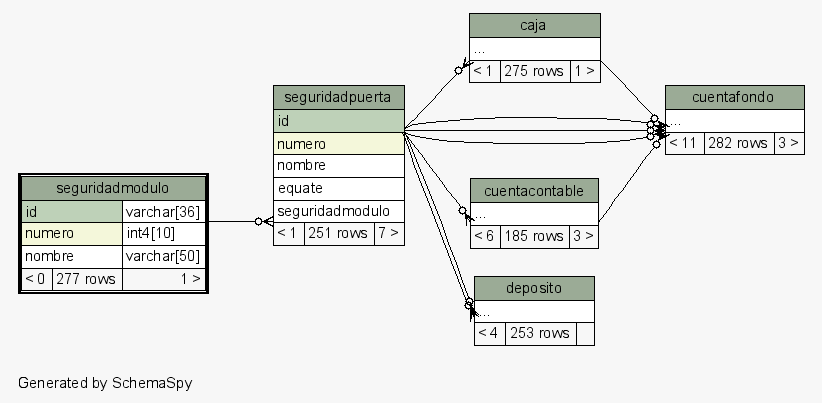 caja
...
< 1 275 rows 1 >
seguridadpuerta
id
numero
nombre
equate
seguridadmodulo
< 1 251 rows 7 >
cuentafondo
...
< 11 282 rows 3 >
seguridadmodulo
id varchar[36]
numero int4[10]
nombre varchar[50]
< 0 277 rows 1 >
cuentacontable
...
< 6 185 rows 3 >
deposito
...
< 4 253 rows
Generated by SchemaSpy